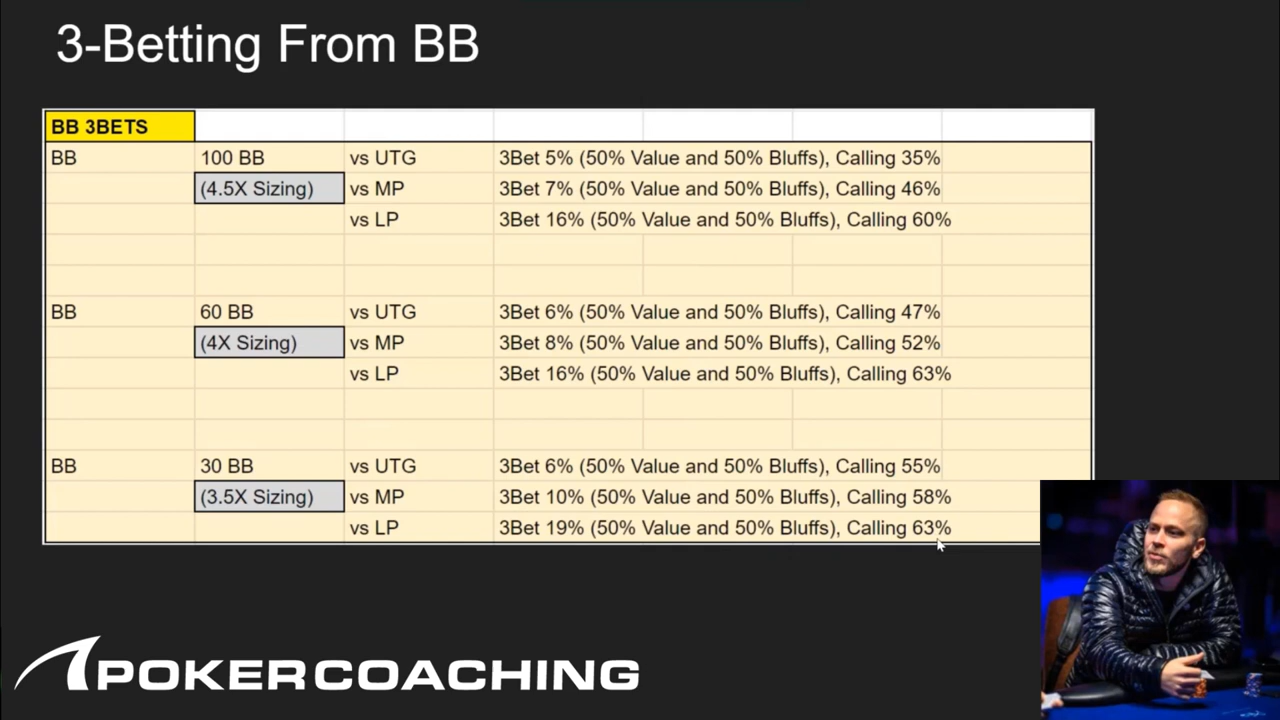 3-Betting From BB
BB 3BETS
BB 100 BB vs UTG 3Bet 5% (50% Value and 50% Bluffs), Calling 35%
(4.5X Sizing) vs MP 3Bet 7% (50% Value and 50% Bluffs), Calling 46%
vs LP 3Bet 16% (50% Value and 50% Bluffs), Calling 60%
BB 60 BB vs UTG 3Bet 6% (50% Value and 50% Bluffs), Calling 47%
(4X Sizing) vs MP 3Bet 8% (50% Value and 50% Bluffs), Calling 52%
vs LP 3Bet 16% (50% Value and 50% Bluffs), Calling 63%
BB 30 BB vs UTG 3Bet 6% (50% Value and 50% Bluffs), Calling 55%
(3.5X Sizing) vs MP 3Bet 10% (50% Value and 50% Bluffs), Calling 58%
vs LP 3Bet 19% (50% Value and 50% Bluffs), Calling 63%
POKERCOACHING